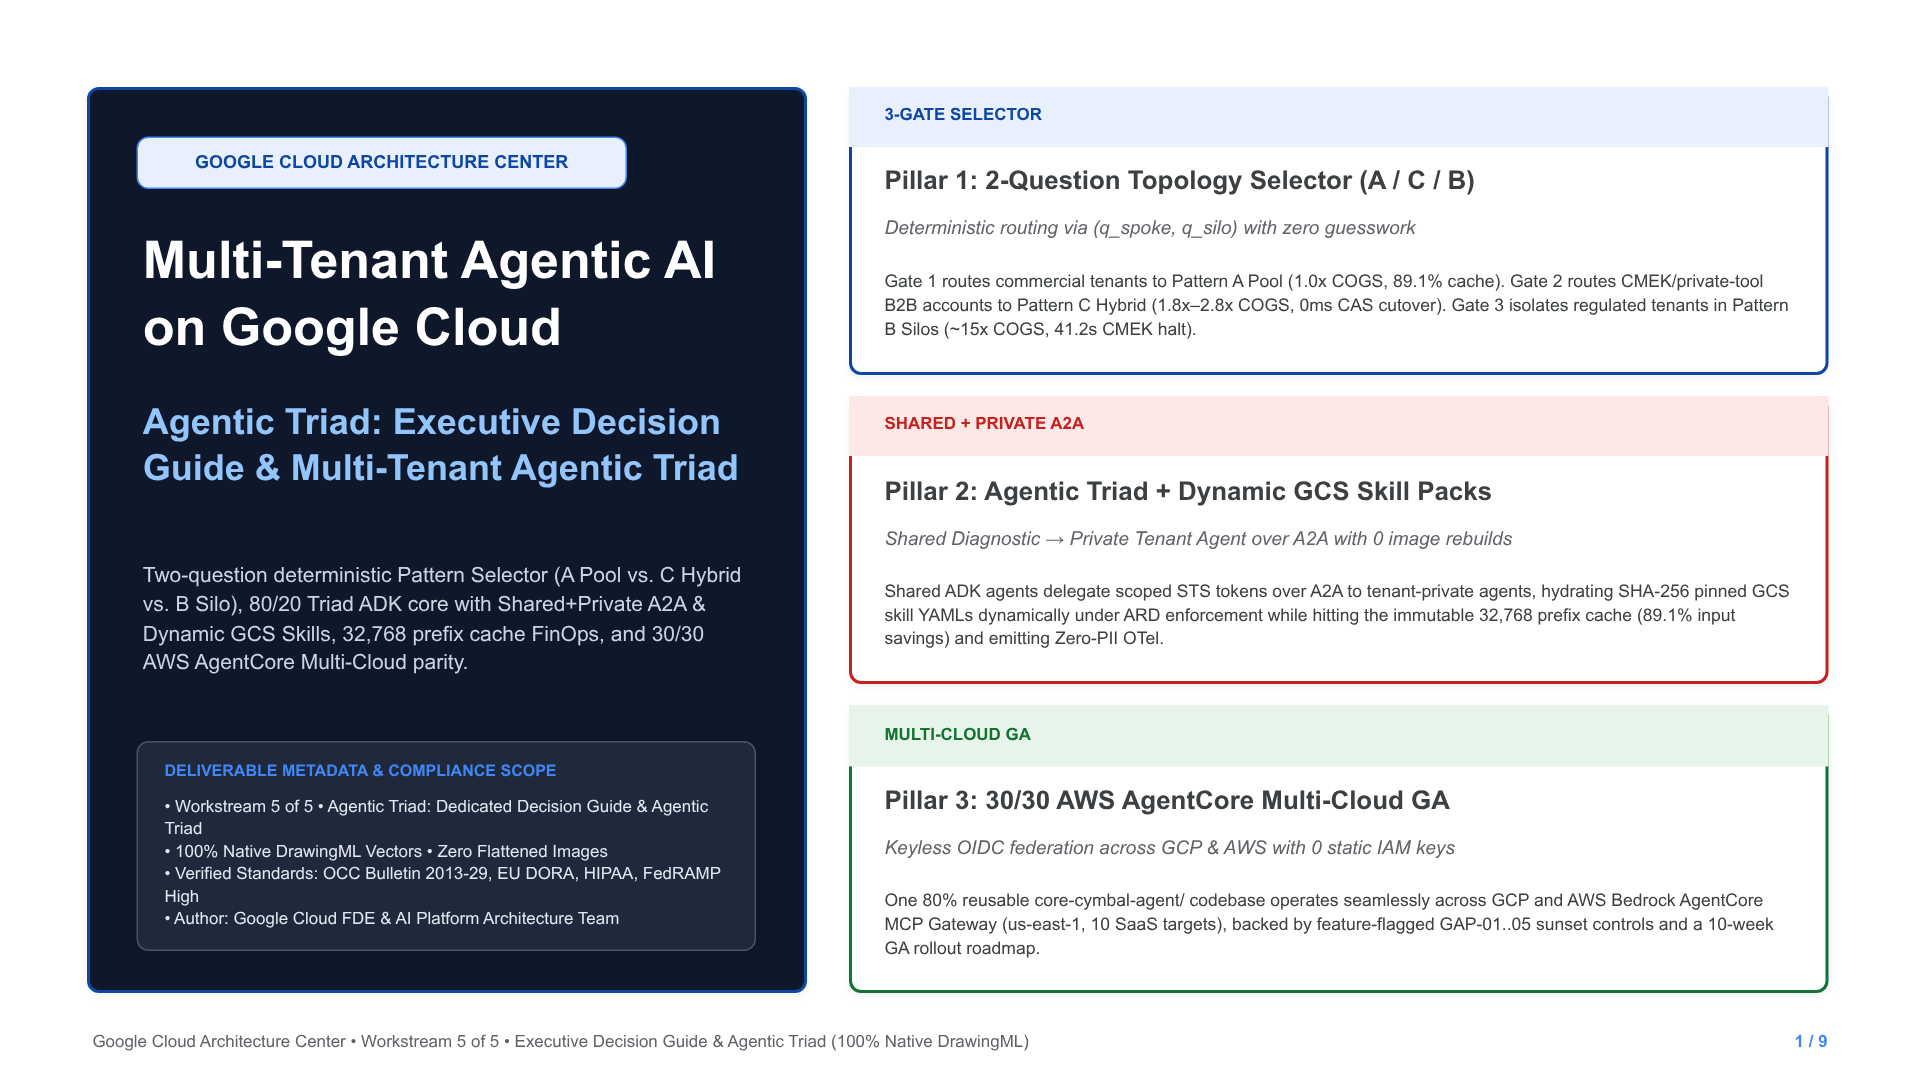 GOOGLE CLOUD ARCHITECTURE CENTER
Multi-Tenant Agentic AI
on Google Cloud
Agentic Triad: Executive Decision
Guide & Multi-Tenant Agentic Triad
Two-question deterministic Pattern Selector (A Pool vs. C Hybrid
vs. B Silo), 80/20 Triad ADK core with Shared+Private A2A &
Dynamic GCS Skills, 32,768 prefix cache FinOps, and 30/30
AWS AgentCore Multi-Cloud parity.
DELIVERABLE METADATA & COMPLIANCE SCOPE
• Workstream 5 of 5 • Agentic Triad: Dedicated Decision Guide & Agentic
Triad
• 100% Native DrawingML Vectors • Zero Flattened Images
• Verified Standards: OCC Bulletin 2013-29, EU DORA, HIPAA, FedRAMP
High
• Author: Google Cloud FDE & AI Platform Architecture Team
3-GATE SELECTOR
Pillar 1: 2-Question Topology Selector (A / C / B)
Deterministic routing via (q_spoke, q_silo) with zero guesswork
Gate 1 routes commercial tenants to Pattern A Pool (1.0x COGS, 89.1% cache). Gate 2 routes CMEK/private-tool
B2B accounts to Pattern C Hybrid (1.8x–2.8x COGS, 0ms CAS cutover). Gate 3 isolates regulated tenants in Pattern
B Silos (~15x COGS, 41.2s CMEK halt).
SHARED + PRIVATE A2A
Pillar 2: Agentic Triad + Dynamic GCS Skill Packs
Shared Diagnostic → Private Tenant Agent over A2A with 0 image rebuilds
Shared ADK agents delegate scoped STS tokens over A2A to tenant-private agents, hydrating SHA-256 pinned GCS
skill YAMLs dynamically under ARD enforcement while hitting the immutable 32,768 prefix cache (89.1% input
savings) and emitting Zero-PII OTel.
MULTI-CLOUD GA
Pillar 3: 30/30 AWS AgentCore Multi-Cloud GA
Keyless OIDC federation across GCP & AWS with 0 static IAM keys
One 80% reusable core-cymbal-agent/ codebase operates seamlessly across GCP and AWS Bedrock AgentCore
MCP Gateway (us-east-1, 10 SaaS targets), backed by feature-flagged GAP-01..05 sunset controls and a 10-week
GA rollout roadmap.
Google Cloud Architecture Center • Workstream 5 of 5 • Executive Decision Guide & Agentic Triad (100% Native DrawingML)
1 / 9